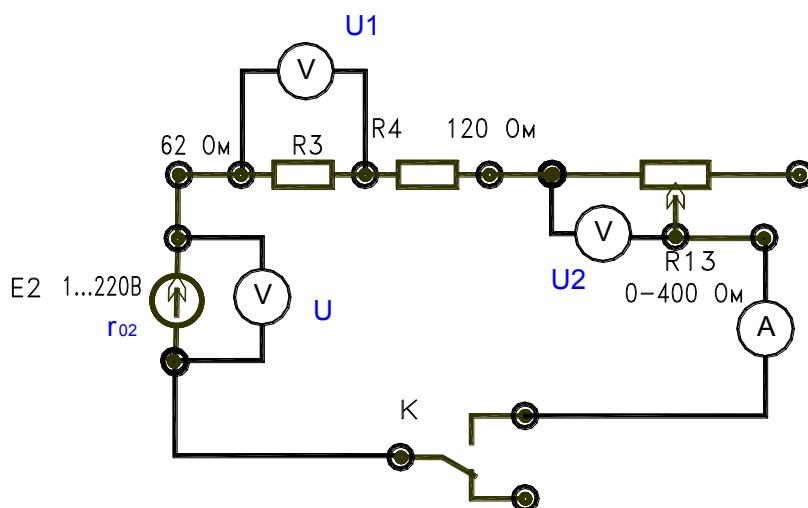 U1
V
R4
120 Ом
62 Ом
R3
V
R13
U2
0-400 Ом
E2 1...220В
V
U
r02
A
K